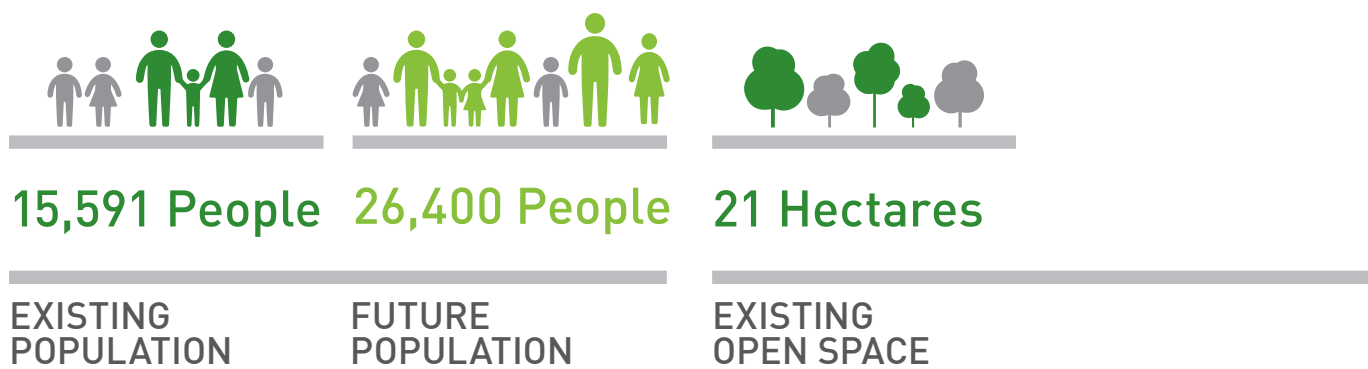 15,591 People
26,400 People
21 Hectares
EXISTING
POPULATION
FUTURE
POPULATION
EXISTING
OPEN SPACE